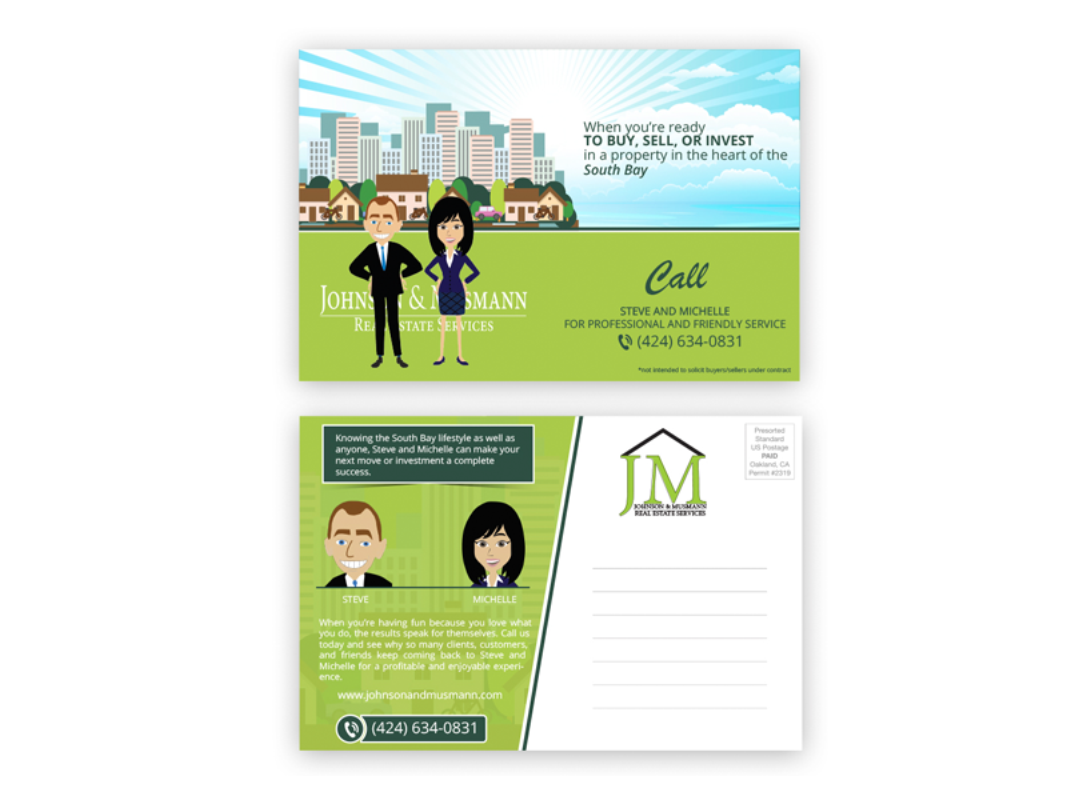 When you're ready
TO BUY, SELL, OR INVEST
in a property in the heart of the
South Bay
JOHNS N & M SMANN
REA ESTATE SERVICES
Call
STEVE AND MICHELLE
FOR PROFESSIONAL AND FRIENDLY SERVICE
(424) 634-0831
*not intended to solicit buyers/sellers under contract
Knowing the South Bay lifestyle as well as
anyone, Steve and Michelle can make your
next move or investment a complete
success.
STEVE
MICHELLE
When you're having fun because you love what
you do, the results speak for themselves. Call us
today and see why so many clients, customers,
and friends keep coming back to Steve and
Michelle for a profitable and enjoyable experi-
ence.
www.johnsonandmusmann.com
(424) 634-0831
JM
JOHNSON & MUSMANN
REAL ESTATE SERVICES
Presorted
Standard
US Postage
PAID
Oakland, CA
Permit #2319